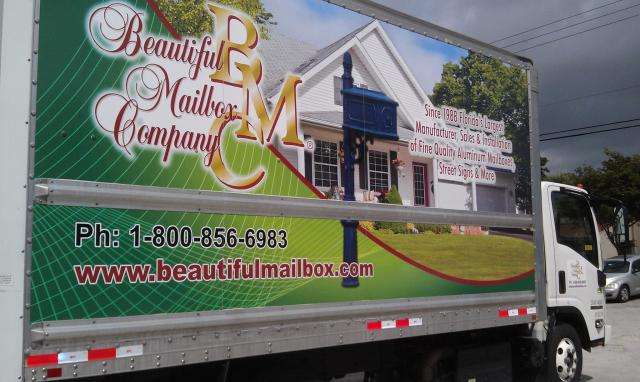 Beautiful
Mailbox
Company
BMC
®
Since 1988 Florida's Largest
Manufacturer, Sales & Installation
of Fine Quality Aluminum Mailboxes
Street Signs & More
Ph: 1-800-856-6983
www.beautifulmailbox.com